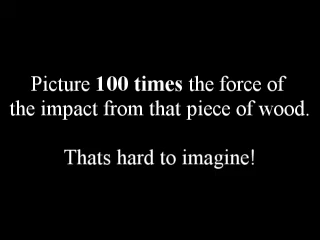 Picture 100 times the force of
the impact from that piece of wood.
Thats hard to imagine!